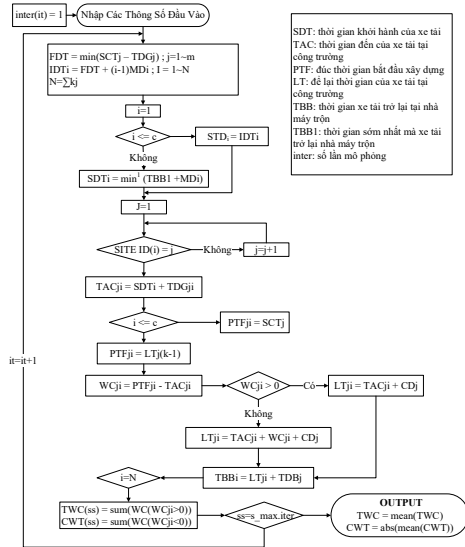 inter(it) = 1
Nhập Các Thông Số Đầu Vào
FDT = min(SCTj – TDGj) ; j=1~m
IDTi = FDT + (i-1)MDi ; I = 1~N
N=∑kj
i=1
i <= c
STDᵢ = IDTi
Không
SDTi = min¹ (TBB1 +MDi)
J=1
SITE ID(i) = j
Không
j=j+1
TACji = SDTi + TDGji
i <= c
PTFji = SCTj
PTFji = LTj(k-1)
WCji = PTFji - TACji
WCji > 0
Có
LTji = TACji + CDj
Không
LTji = TACji + WCji + CDj
i=N
TBBi = LTji + TDBj
TWC(ss) = sum(WC(WCji>0))
CWT(ss) = sum(WC(WCji<0))
ss=s_max.iter
OUTPUT
TWC = mean(TWC)
CWT = abs(mean(CWT))
it=it+1
SDT: thời gian khởi hành của xe tải
TAC: thời gian đến của xe tải tại
công trường
PTF: đúc thời gian bắt đầu xây dựng
LT: để lại thời gian của xe tải tại
công trường
TBB: thời gian xe tải trở lại tại nhà
máy trộn
TBB1: thời gian sớm nhất mà xe tải
trở lại nhà máy trộn
inter: số lần mô phỏng